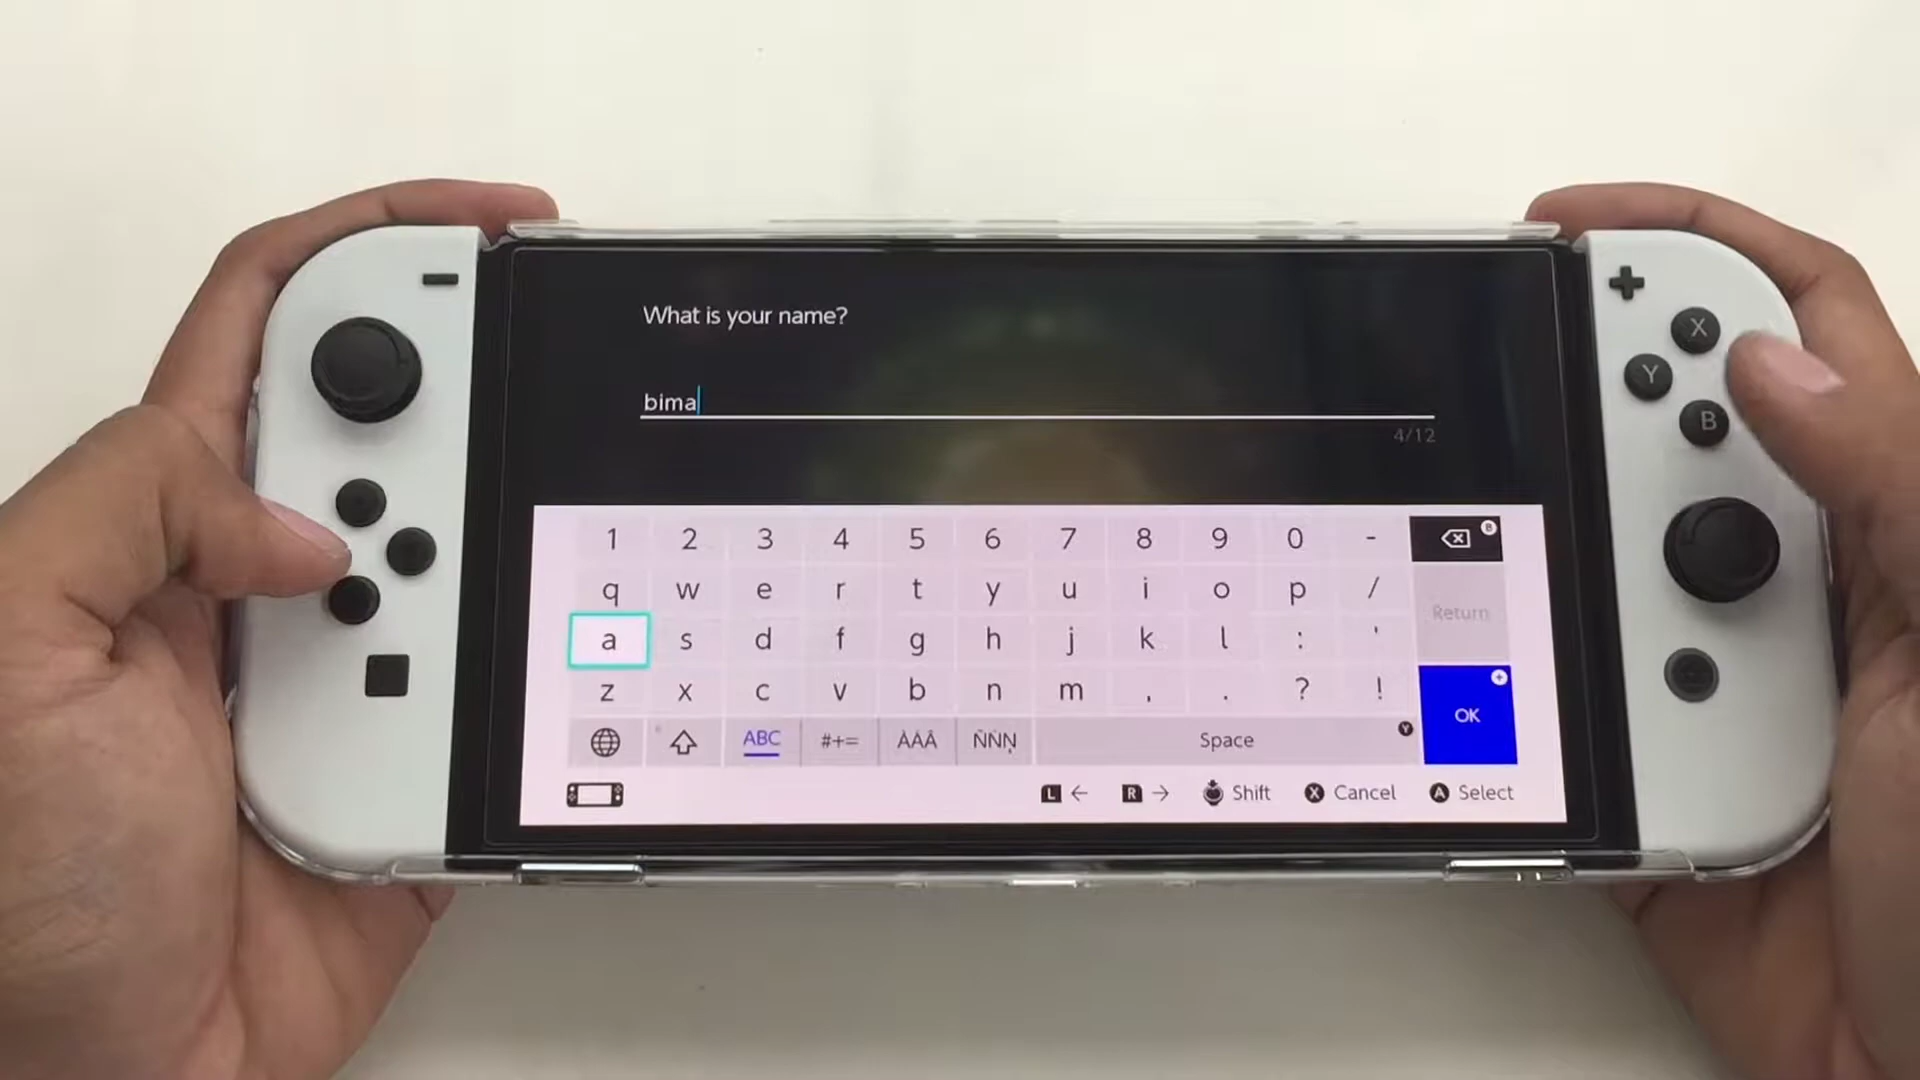 What is your name?
bima
4/12
1 2 3 4 5 6 7 8 9 0 -
q w e r t y u i o p /
Return
a s d f g h j k l : '
z x c v b n m , . ? !
OK
ABC #+= ÀÁÂ ÑŃŅ Space
L ← R → Shift X Cancel A Select
X
Y
B
B
+
Y